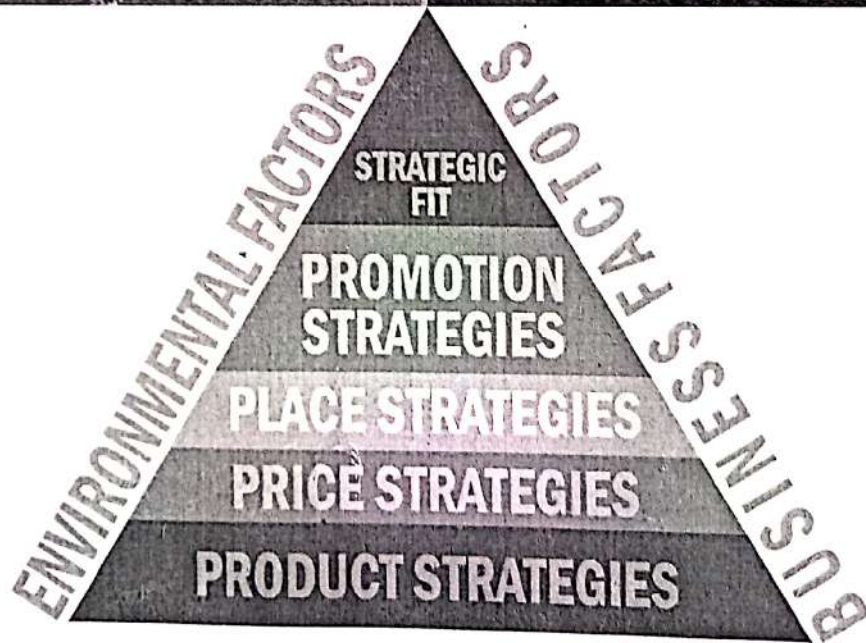 ENVIRONMENTAL FACTORS
BUSINESS FACTORS
STRATEGIC
FIT
PROMOTION
STRATEGIES
PLACE STRATEGIES
PRICE STRATEGIES
PRODUCT STRATEGIES